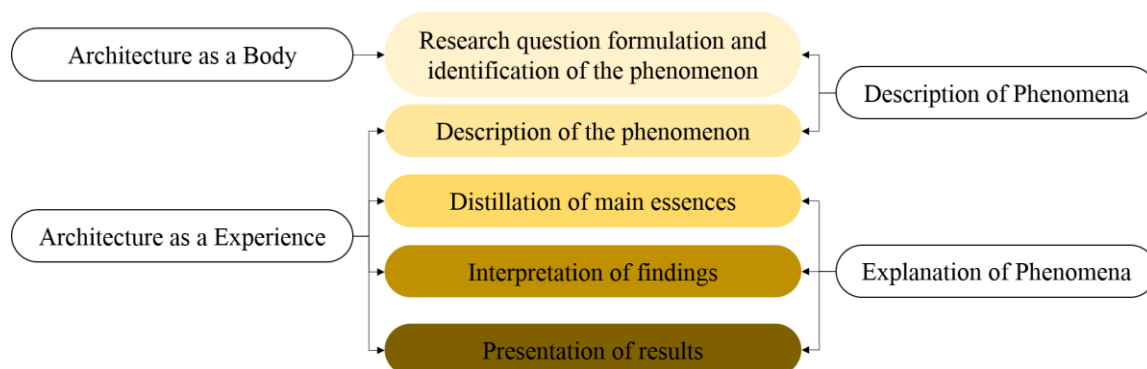 Architecture as a Body
Research question formulation and
identification of the phenomenon
Description of Phenomena
Description of the phenomenon
Distillation of main essences
Architecture as a Experience
Interpretation of findings
Explanation of Phenomena
Presentation of results